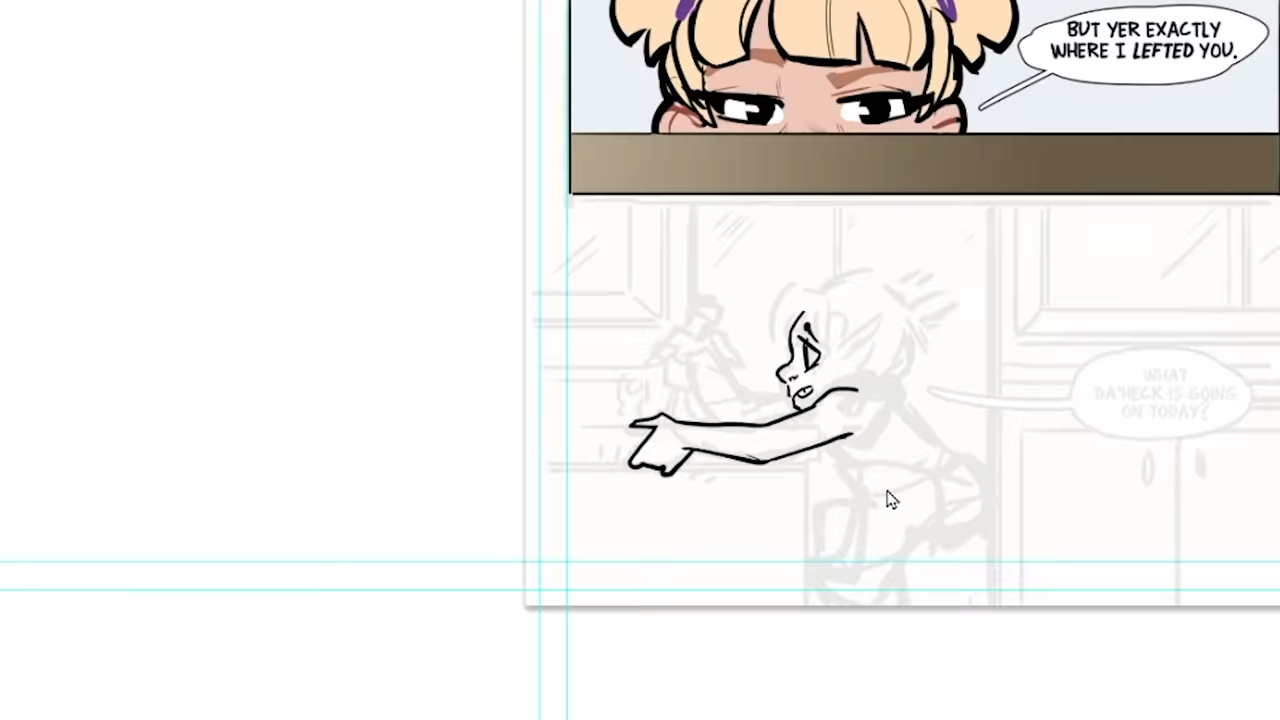 BUT YER EXACTLY
WHERE I LEFTED YOU.
WHAT
DA'HECK IS GOING
ON TODAY?